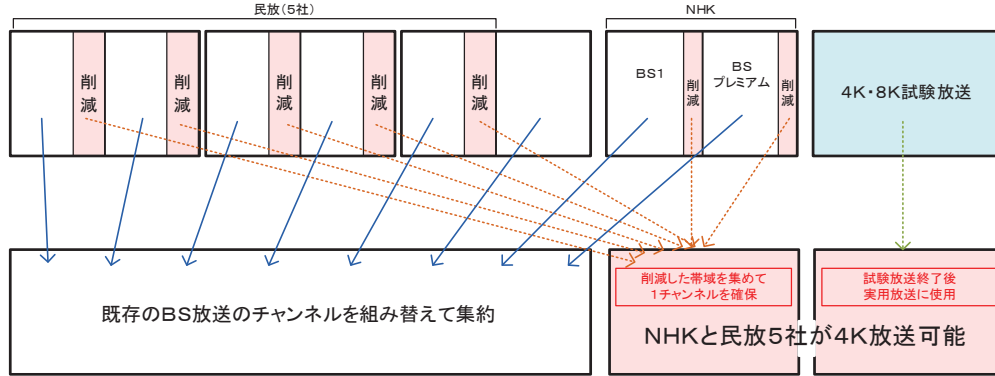 民放(5社)
NHK
削減
削減
削減
削減
削減
BS1
削減
BS
プレミアム
削減
4K・8K試験放送
既存のBS放送のチャンネルを組み替えて集約
削減した帯域を集めて
1チャンネルを確保
試験放送終了後
実用放送に使用
NHKと民放5社が4K放送可能